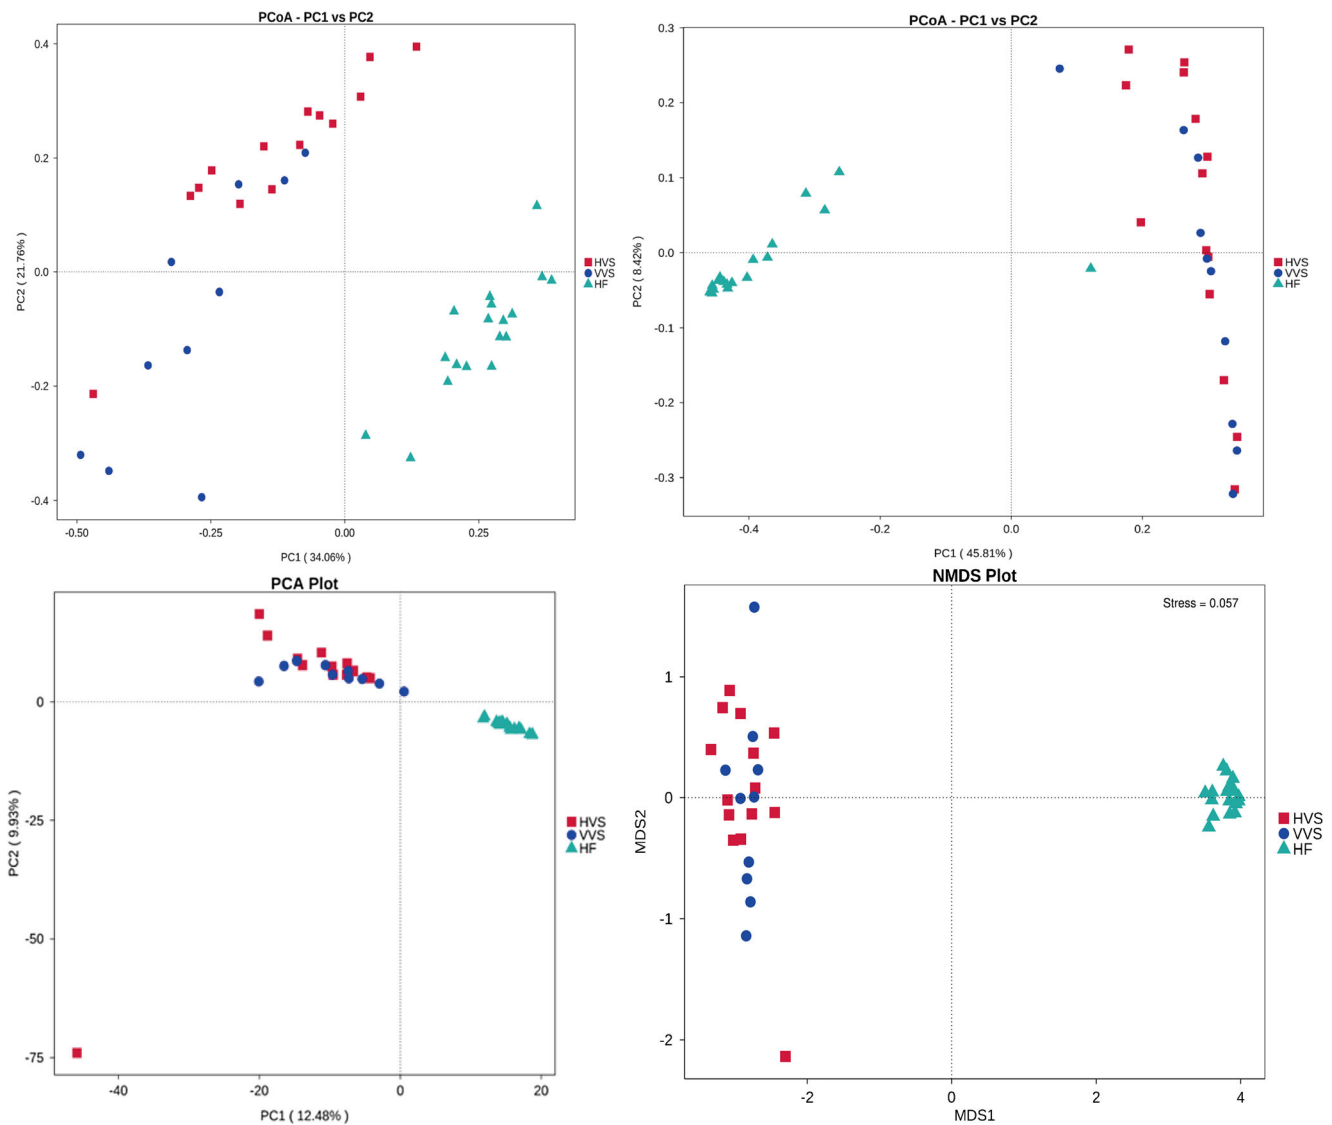 PCoA - PC1 vs PC2
0.4
0.2
0.0
-0.2
-0.4
PC2 ( 21.76% )
-0.50
-0.25
0.00
0.25
PC1 ( 34.06% )
HVS
VVS
HF
PCoA - PC1 vs PC2
0.3
0.2
0.1
0.0
-0.1
-0.2
-0.3
PC2 ( 8.42% )
-0.4
-0.2
0.0
0.2
PC1 ( 45.81% )
HVS
VVS
HF
PCA Plot
0
-25
-50
-75
PC2 ( 9.93% )
-40
-20
0
20
PC1 ( 12.48% )
HVS
VVS
HF
NMDS Plot
Stress = 0.057
1
0
-1
-2
MDS2
-2
0
2
4
MDS1
HVS
VVS
HF